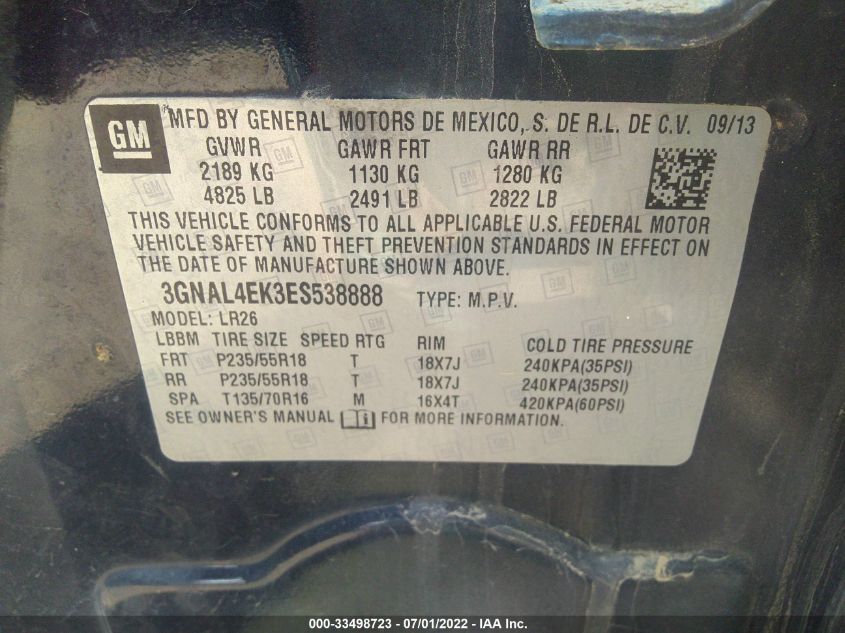 GM MFD BY GENERAL MOTORS DE MEXICO, S. DE R.L. DE C.V. 09/13
GVWR GAWR FRT GAWR RR
2189 KG 1130 KG 1280 KG
4825 LB 2491 LB 2822 LB
THIS VEHICLE CONFORMS TO ALL APPLICABLE U.S. FEDERAL MOTOR
VEHICLE SAFETY AND THEFT PREVENTION STANDARDS IN EFFECT ON
THE DATE OF MANUFACTURE SHOWN ABOVE.
3GNAL4EK3ES538888 TYPE: M.P.V.
MODEL: LR26
LBBM TIRE SIZE SPEED RTG RIM COLD TIRE PRESSURE
FRT P235/55R18 T 18X7J 240KPA(35PSI)
RR P235/55R18 T 18X7J 240KPA(35PSI)
SPA T135/70R16 M 16X4T 420KPA(60PSI)
SEE OWNER'S MANUAL FOR MORE INFORMATION.
000-33498723 - 07/01/2022 - IAA Inc.